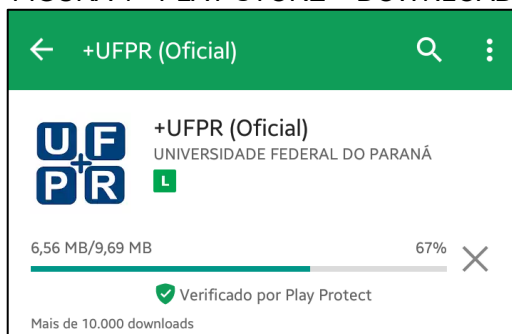 +UFPR (Oficial)
U F
P R
+
+UFPR (Oficial)
UNIVERSIDADE FEDERAL DO PARANÁ
L
6,56 MB/9,69 MB 67%
Verificado por Play Protect
Mais de 10.000 downloads